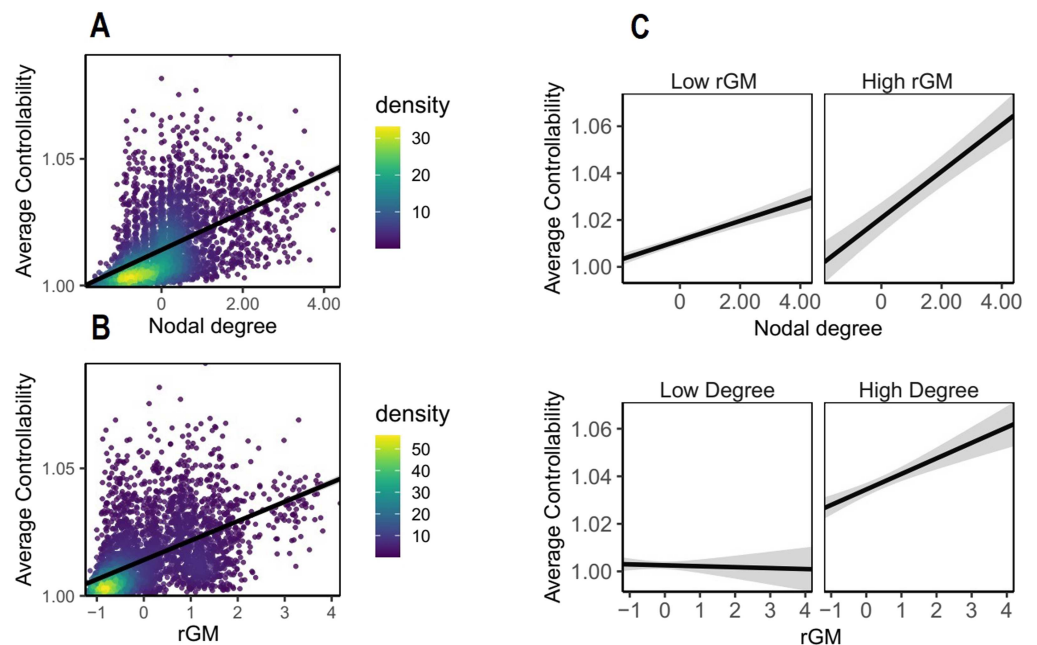 A
Average Controllability
1.05
1.00
0 2.00 4.00
Nodal degree
density
30
20
10
B
Average Controllability
1.05
1.00
−1 0 1 2 3 4
rGM
density
50
40
30
20
10
C
Low rGM High rGM
Average Controllability
1.06
1.04
1.02
1.00
0 2.00 4.00 0 2.00 4.00
Nodal degree
Low Degree High Degree
Average Controllability
1.06
1.04
1.02
1.00
−1 0 1 2 3 4 −1 0 1 2 3 4
rGM